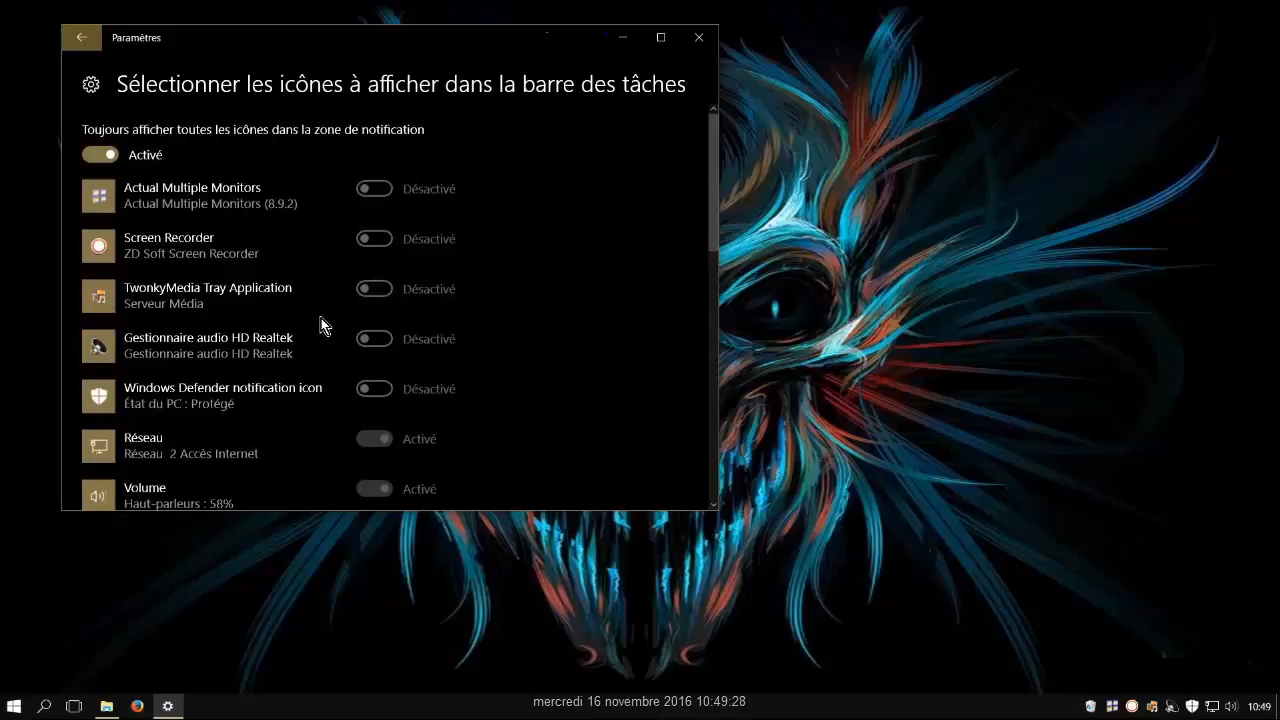 Paramètres
Sélectionner les icônes à afficher dans la barre des tâches
Toujours afficher toutes les icônes dans la zone de notification
Activé
Actual Multiple Monitors
Actual Multiple Monitors (8.9.2)
Désactivé
Screen Recorder
ZD Soft Screen Recorder
Désactivé
TwonkyMedia Tray Application
Serveur Média
Désactivé
Gestionnaire audio HD Realtek
Gestionnaire audio HD Realtek
Désactivé
Windows Defender notification icon
État du PC : Protégé
Désactivé
Réseau
Réseau 2 Accès Internet
Activé
Volume
Haut-parleurs : 58%
Activé
mercredi 16 novembre 2016 10:49:28
10:49